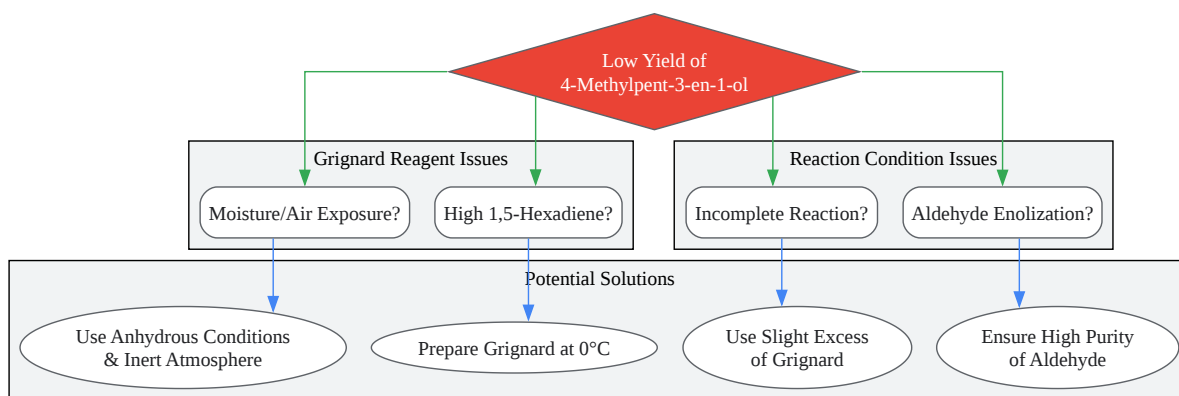 Low Yield of
4-Methylpent-3-en-1-ol
Grignard Reagent Issues
Reaction Condition Issues
Moisture/Air Exposure?
High 1,5-Hexadiene?
Incomplete Reaction?
Aldehyde Enolization?
Potential Solutions
Use Anhydrous Conditions
& Inert Atmosphere
Prepare Grignard at 0°C
Use Slight Excess
of Grignard
Ensure High Purity
of Aldehyde